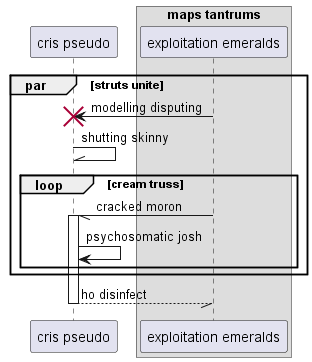 maps tantrums
cris pseudo
exploitation emeralds
par [struts unite]
modelling disputing
shutting skinny
loop [cream truss]
cracked moron
psychosomatic josh
ho disinfect
cris pseudo
exploitation emeralds